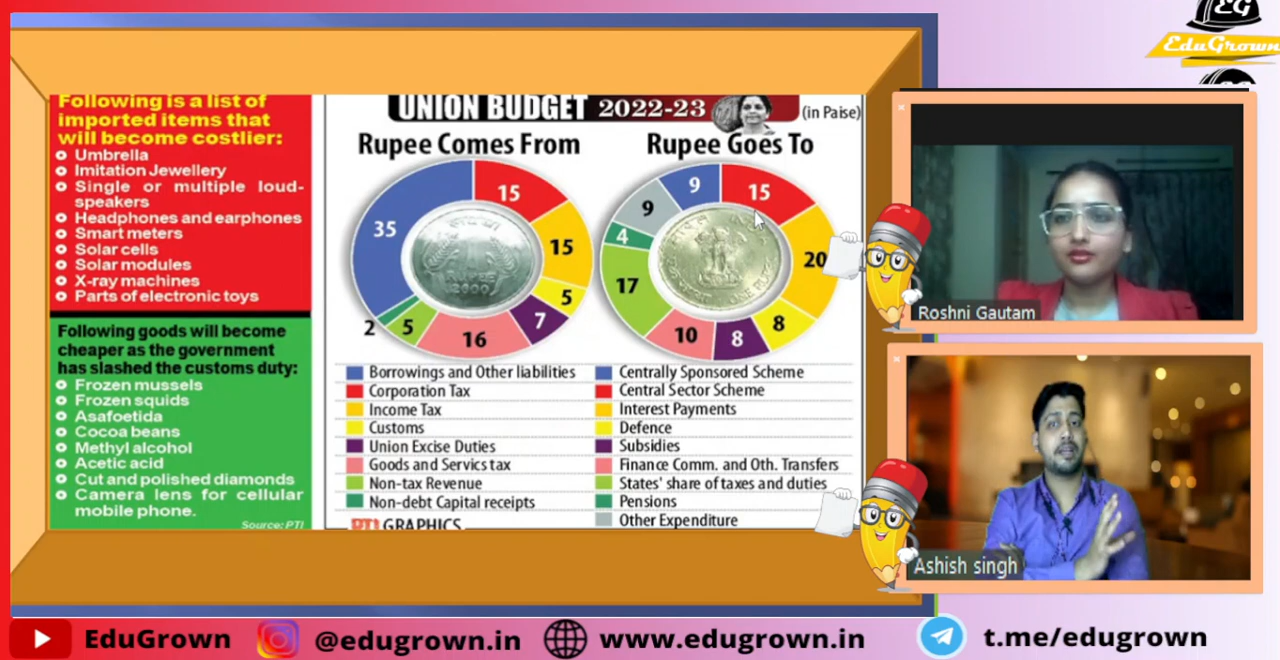 EG
EduGrown
Following is a list of
imported items that
will become costlier:
Umbrella
Imitation Jewellery
Single or multiple loud-
speakers
Headphones and earphones
Smart meters
Solar cells
Solar modules
X-ray machines
Parts of electronic toys
Following goods will become
cheaper as the government
has slashed the customs duty:
Frozen mussels
Frozen squids
Asafoetida
Cocoa beans
Methyl alcohol
Acetic acid
Cut and polished diamonds
Camera lens for cellular
mobile phone.
Source: PTI
UNION BUDGET 2022-23
(in Paise)
Rupee Comes From
15
15
5
7
16
5
2
35
RUPEE
2000
Borrowings and Other liabilities
Corporation Tax
Income Tax
Customs
Union Excise Duties
Goods and Servics tax
Non-tax Revenue
Non-debt Capital receipts
PTI GRAPHICS
Rupee Goes To
15
20
8
8
10
17
4
9
9
Centrally Sponsored Scheme
Central Sector Scheme
Interest Payments
Defence
Subsidies
Finance Comm. and Oth. Transfers
States' share of taxes and duties
Pensions
Other Expenditure
Roshni Gautam
Ashish singh
EduGrown
@edugrown.in
www.edugrown.in
t.me/edugrown